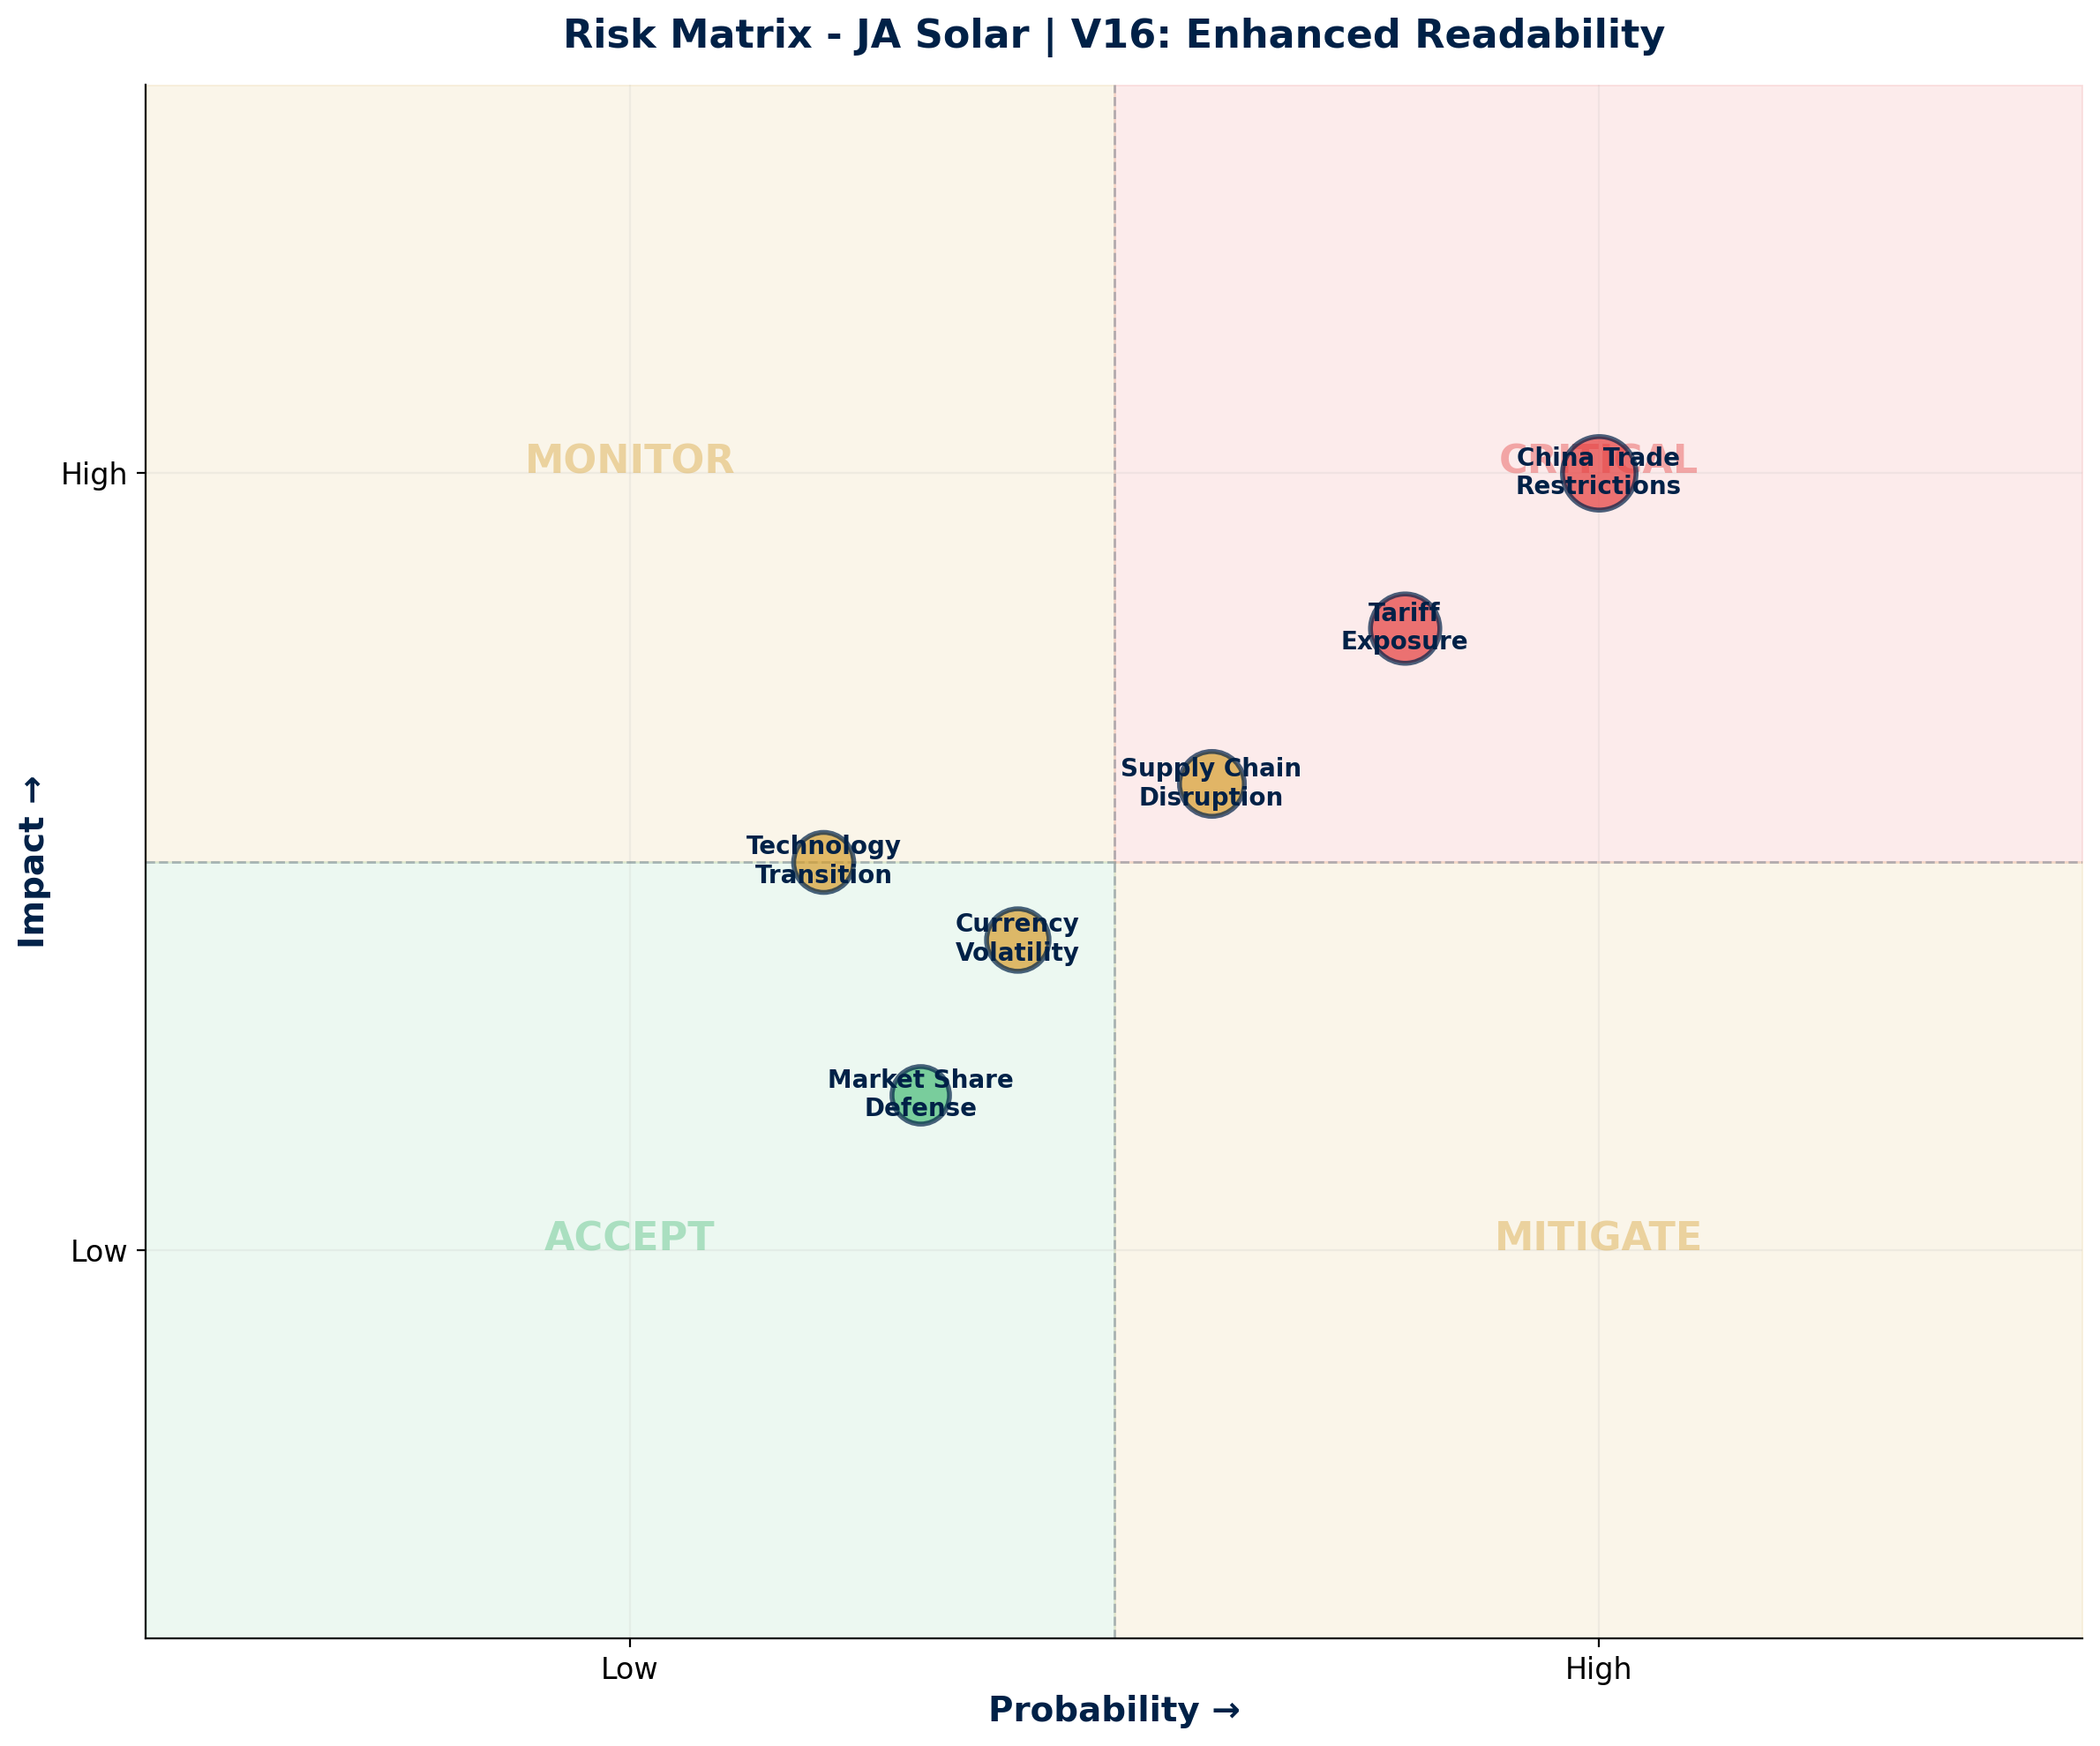 Risk Matrix - JA Solar | V16: Enhanced Readability
MONITOR
CRITICAL
China Trade
Restrictions
High
Tariff
Exposure
Supply Chain
Disruption
Technology
Transition
Currency
Volatility
Market Share
Defense
Impact →
ACCEPT
MITIGATE
Low
Low
High
Probability →